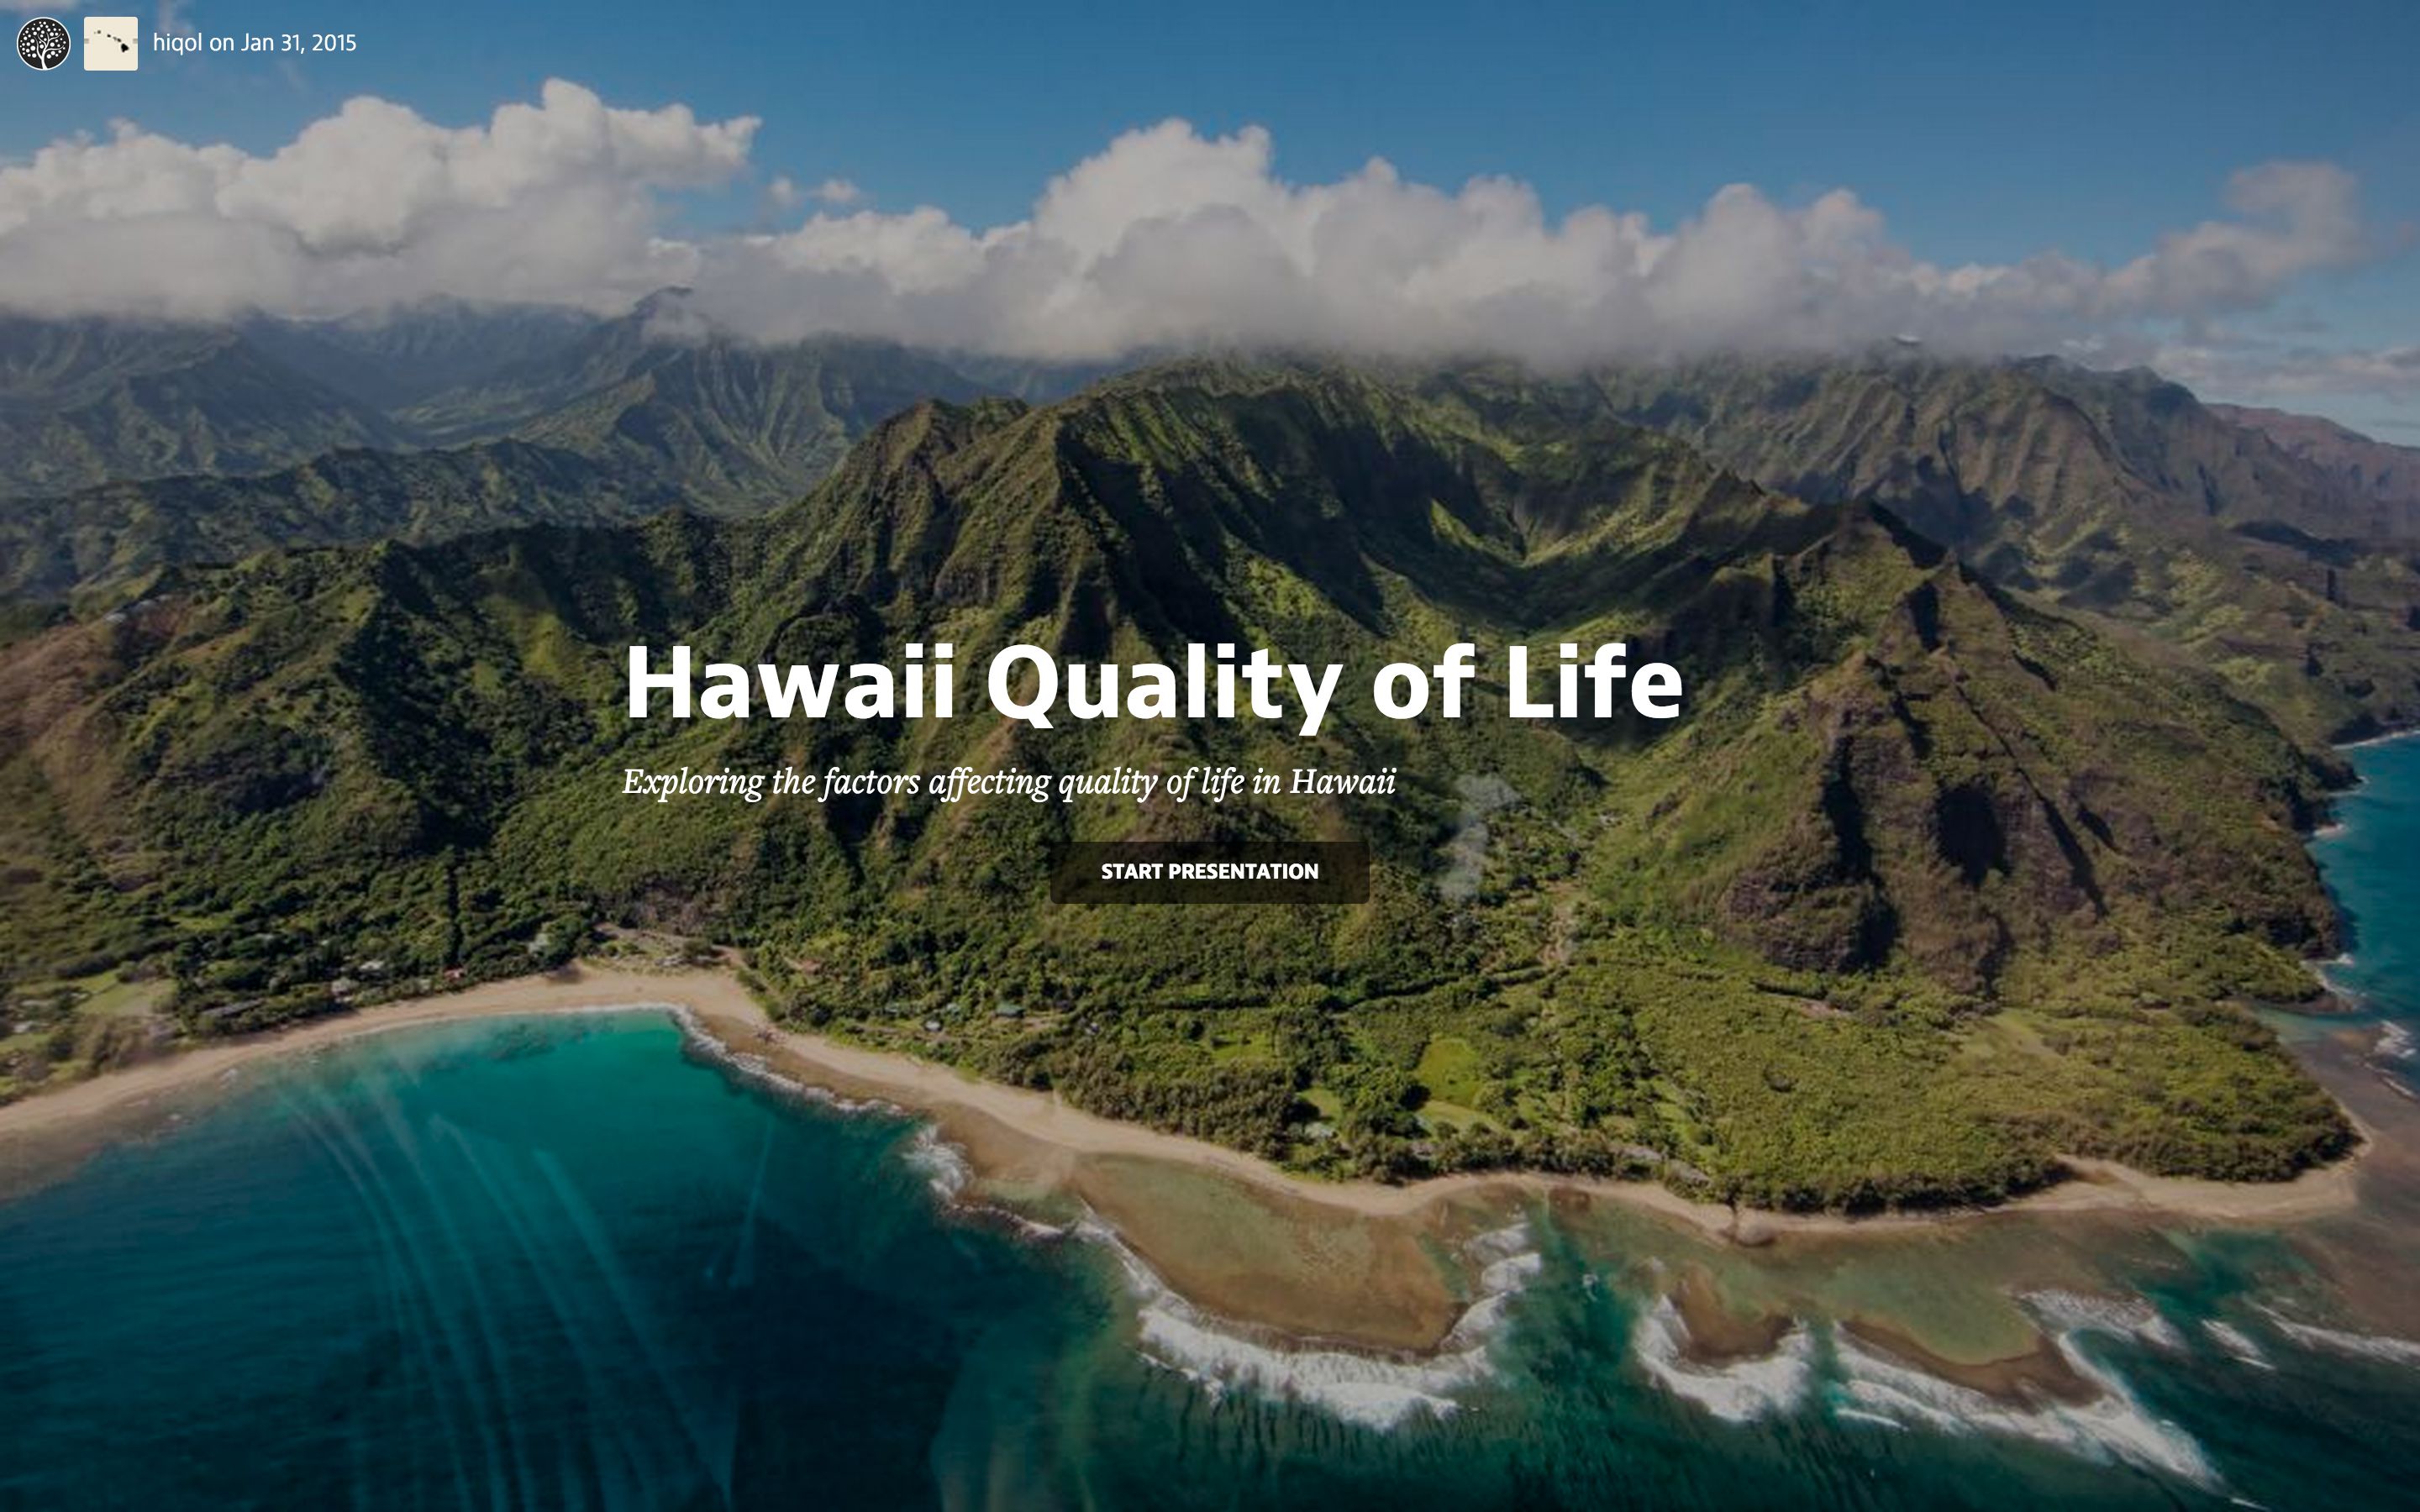 hiqol on Jan 31, 2015
Hawaii Quality of Life
Exploring the factors affecting quality of life in Hawaii
START PRESENTATION